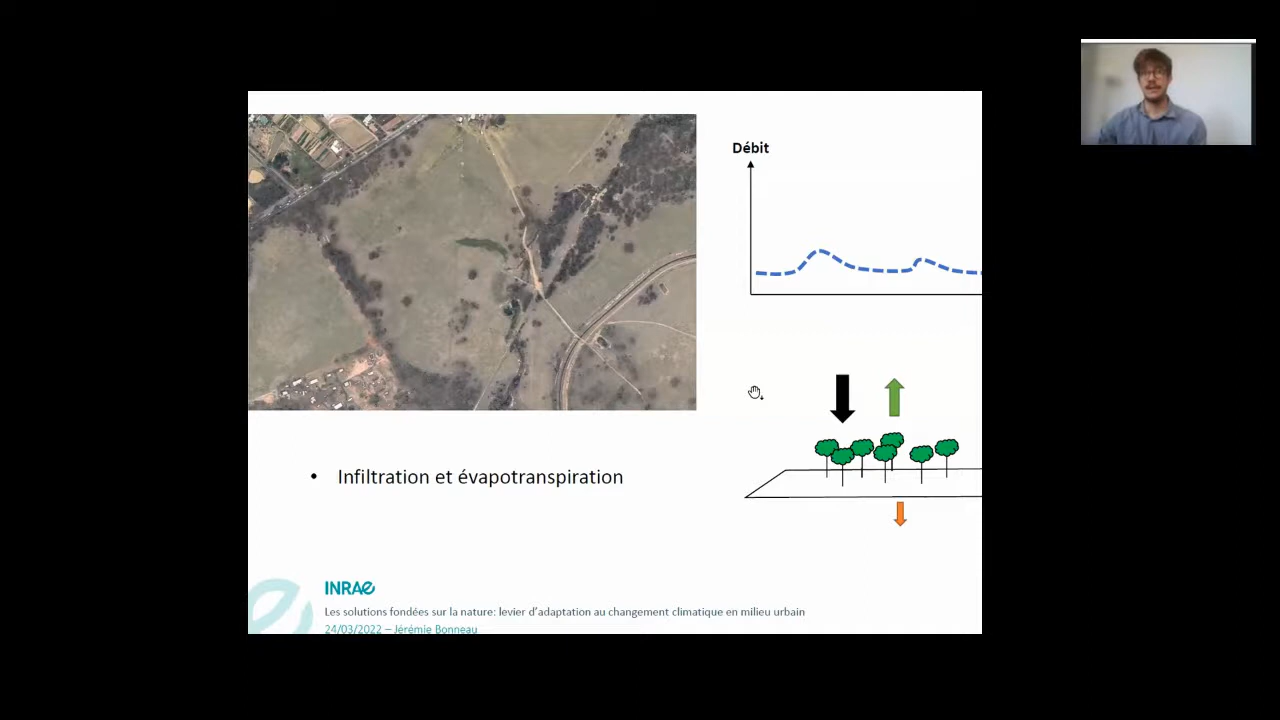 Débit
• Infiltration et évapotranspiration
INRAE
Les solutions fondées sur la nature: levier d'adaptation au changement climatique en milieu urbain
24/03/2022 – Jérémie Bonneau